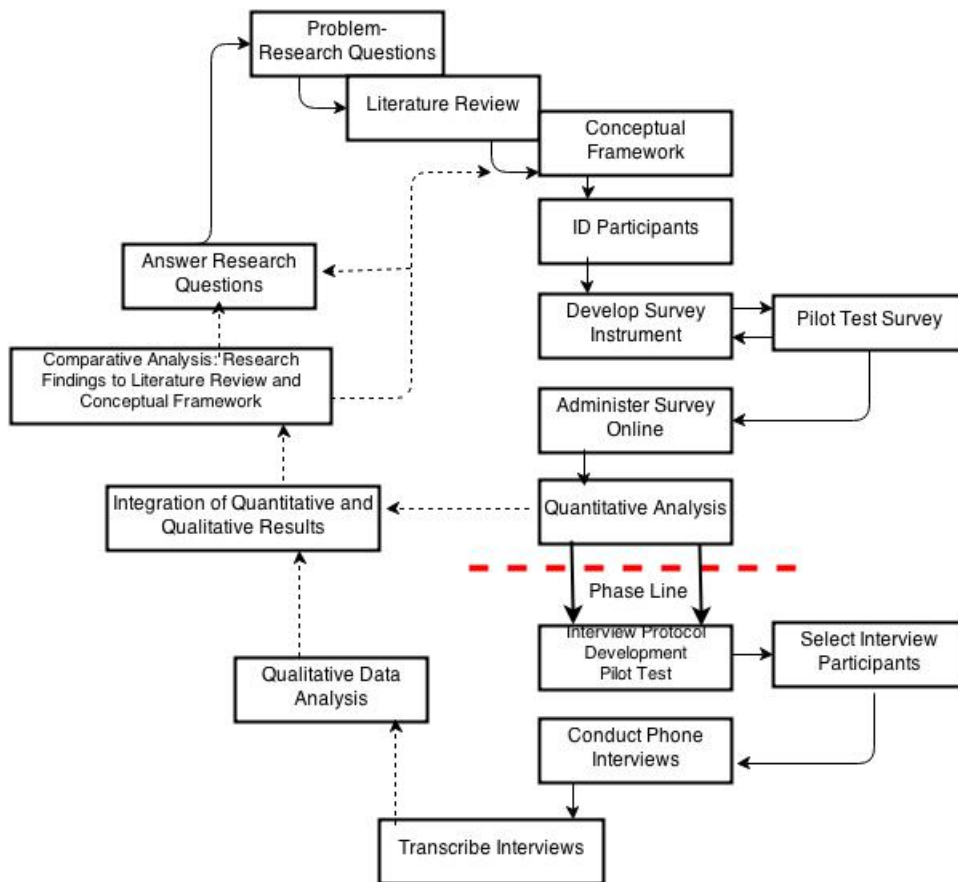 Problem-
Research Questions
Literature Review
Conceptual
Framework
ID Participants
Answer Research
Questions
Develop Survey
Instrument
Pilot Test Survey
Comparative Analysis: Research
Findings to Literature Review and
Conceptual Framework
Administer Survey
Online
Integration of Quantitative and
Qualitative Results
Quantitative Analysis
Phase Line
Interview Protocol
Development
Pilot Test
Select Interview
Participants
Qualitative Data
Analysis
Conduct Phone
Interviews
Transcribe Interviews